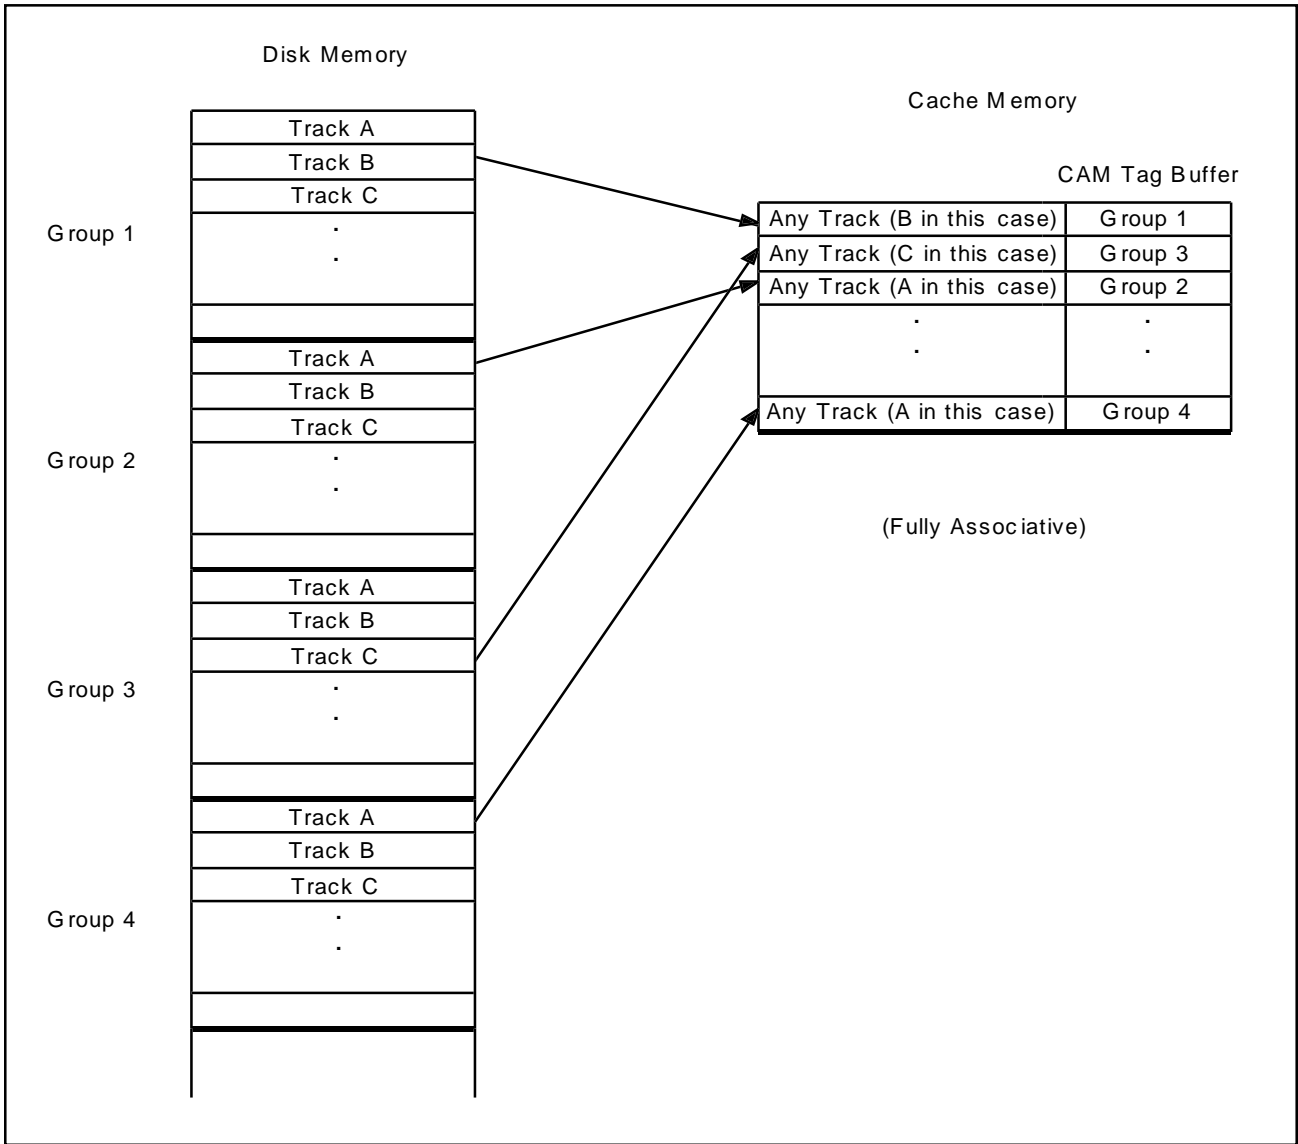 Disk Memory
Track A
Track B
Track C
.
.
Group 1
Track A
Track B
Track C
.
.
Group 2
Track A
Track B
Track C
.
.
Group 3
Track A
Track B
Track C
.
.
Group 4
Cache Memory
CAM Tag Buffer
Any Track (B in this case) Group 1
Any Track (C in this case) Group 3
Any Track (A in this case) Group 2
. .
. .
Any Track (A in this case) Group 4
(Fully Associative)